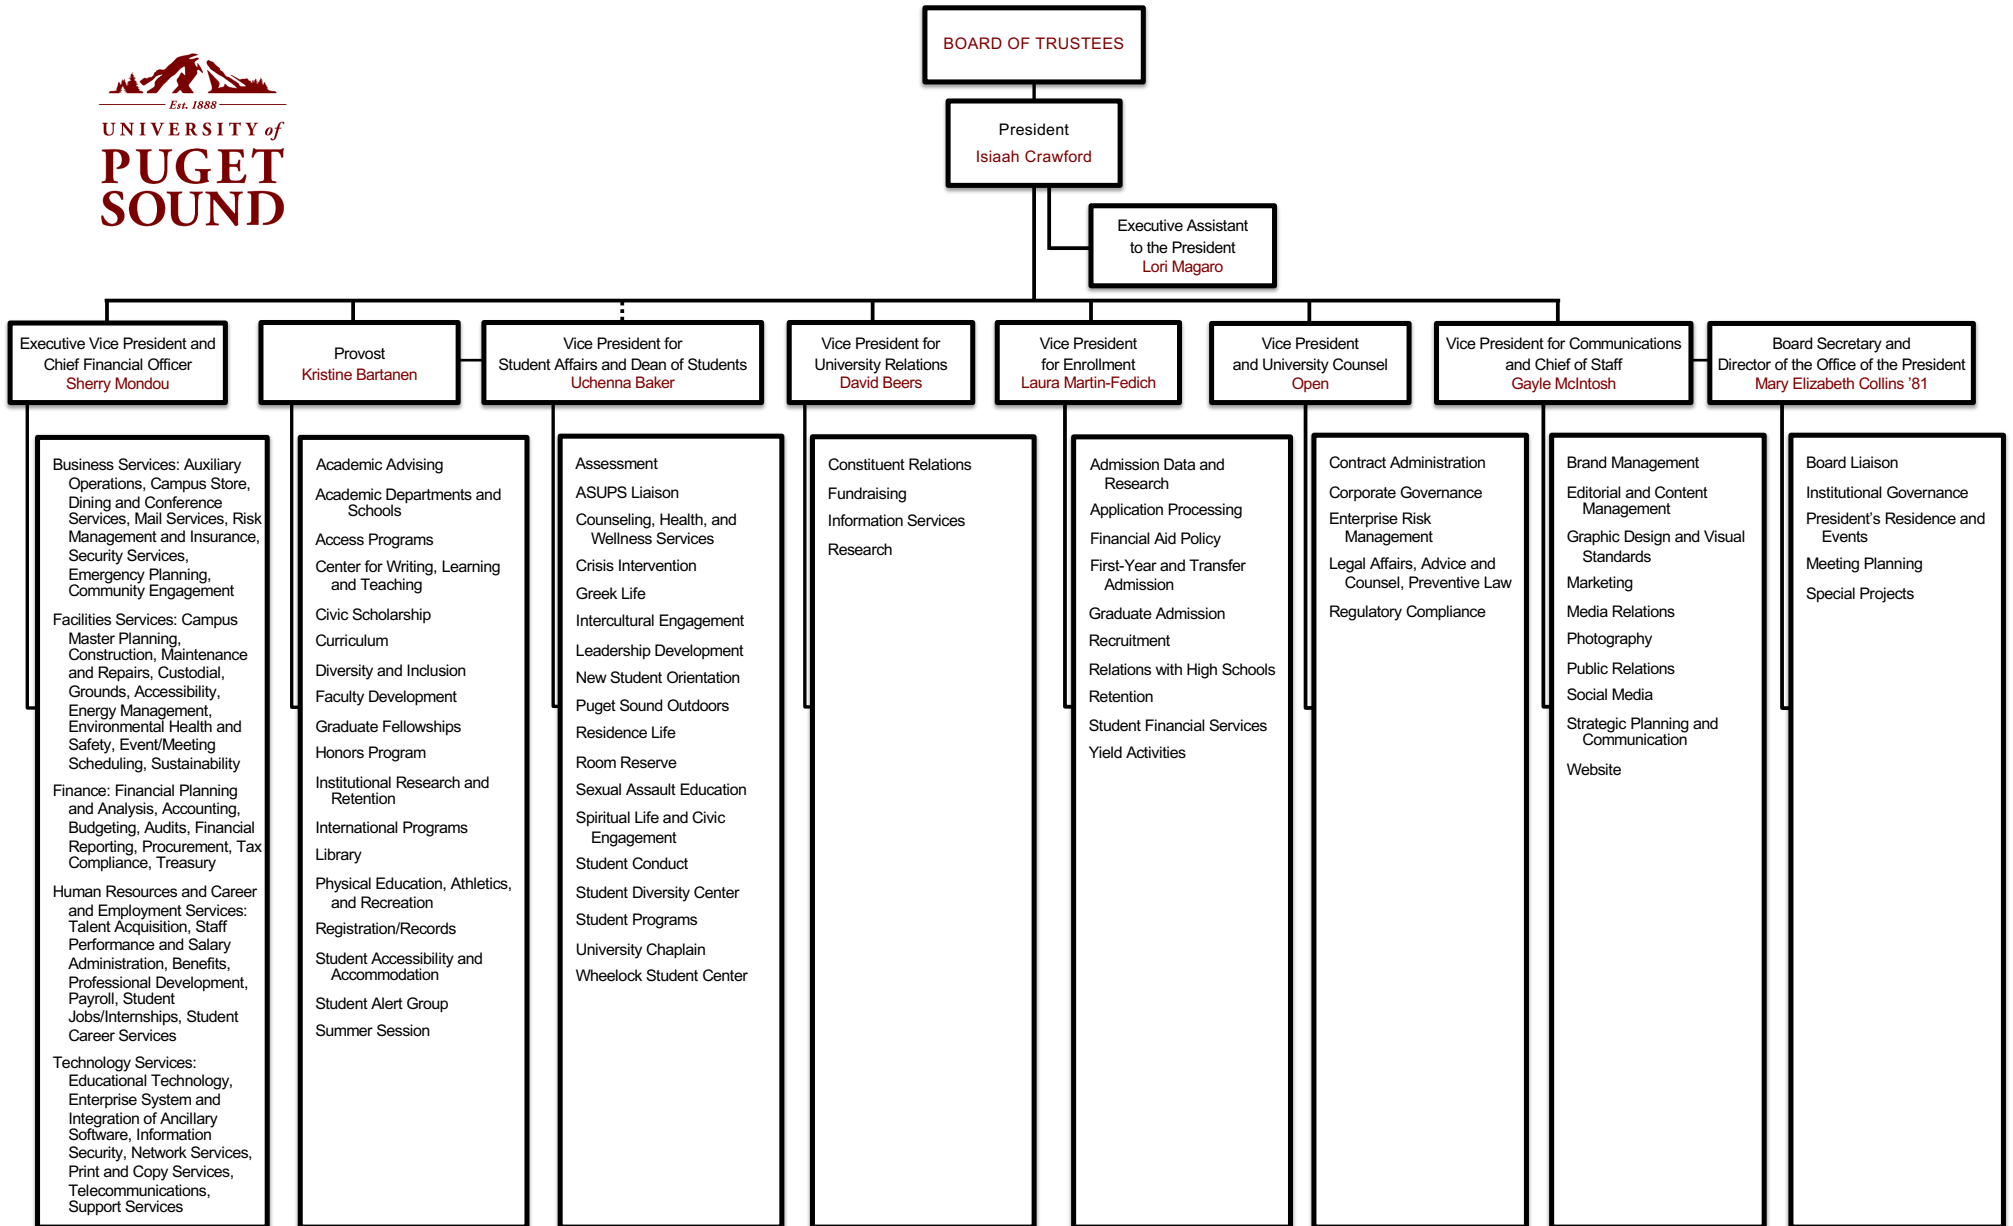 BOARD OF TRUSTEES
Est. 1888
UNIVERSITY of
PUGET
SOUND
President
Isiaah Crawford
Executive Assistant
to the President
Lori Magaro
Executive Vice President and
Chief Financial Officer
Sherry Mondou
Provost
Kristine Bartanen
Vice President for
Student Affairs and Dean of Students
Uchenna Baker
Vice President for
University Relations
David Beers
Vice President
for Enrollment
Laura Martin-Fedich
Vice President
and University Counsel
Open
Vice President for Communications
and Chief of Staff
Gayle McIntosh
Board Secretary and
Director of the Office of the President
Mary Elizabeth Collins ’81
Business Services: Auxiliary
Operations, Campus Store,
Dining and Conference
Services, Mail Services, Risk
Management and Insurance,
Security Services,
Emergency Planning,
Community Engagement
Facilities Services: Campus
Master Planning,
Construction, Maintenance
and Repairs, Custodial,
Grounds, Accessibility,
Energy Management,
Environmental Health and
Safety, Event/Meeting
Scheduling, Sustainability
Finance: Financial Planning
and Analysis, Accounting,
Budgeting, Audits, Financial
Reporting, Procurement, Tax
Compliance, Treasury
Human Resources and Career
and Employment Services:
Talent Acquisition, Staff
Performance and Salary
Administration, Benefits,
Professional Development,
Payroll, Student
Jobs/Internships, Student
Career Services
Technology Services:
Educational Technology,
Enterprise System and
Integration of Ancillary
Software, Information
Security, Network Services,
Print and Copy Services,
Telecommunications,
Support Services
Academic Advising
Academic Departments and
Schools
Access Programs
Center for Writing, Learning
and Teaching
Civic Scholarship
Curriculum
Diversity and Inclusion
Faculty Development
Graduate Fellowships
Honors Program
Institutional Research and
Retention
International Programs
Library
Physical Education, Athletics,
and Recreation
Registration/Records
Student Accessibility and
Accommodation
Student Alert Group
Summer Session
Assessment
ASUPS Liaison
Counseling, Health, and
Wellness Services
Crisis Intervention
Greek Life
Intercultural Engagement
Leadership Development
New Student Orientation
Puget Sound Outdoors
Residence Life
Room Reserve
Sexual Assault Education
Spiritual Life and Civic
Engagement
Student Conduct
Student Diversity Center
Student Programs
University Chaplain
Wheelock Student Center
Constituent Relations
Fundraising
Information Services
Research
Admission Data and
Research
Application Processing
Financial Aid Policy
First-Year and Transfer
Admission
Graduate Admission
Recruitment
Relations with High Schools
Retention
Student Financial Services
Yield Activities
Contract Administration
Corporate Governance
Enterprise Risk
Management
Legal Affairs, Advice and
Counsel, Preventive Law
Regulatory Compliance
Brand Management
Editorial and Content
Management
Graphic Design and Visual
Standards
Marketing
Media Relations
Photography
Public Relations
Social Media
Strategic Planning and
Communication
Website
Board Liaison
Institutional Governance
President’s Residence and
Events
Meeting Planning
Special Projects